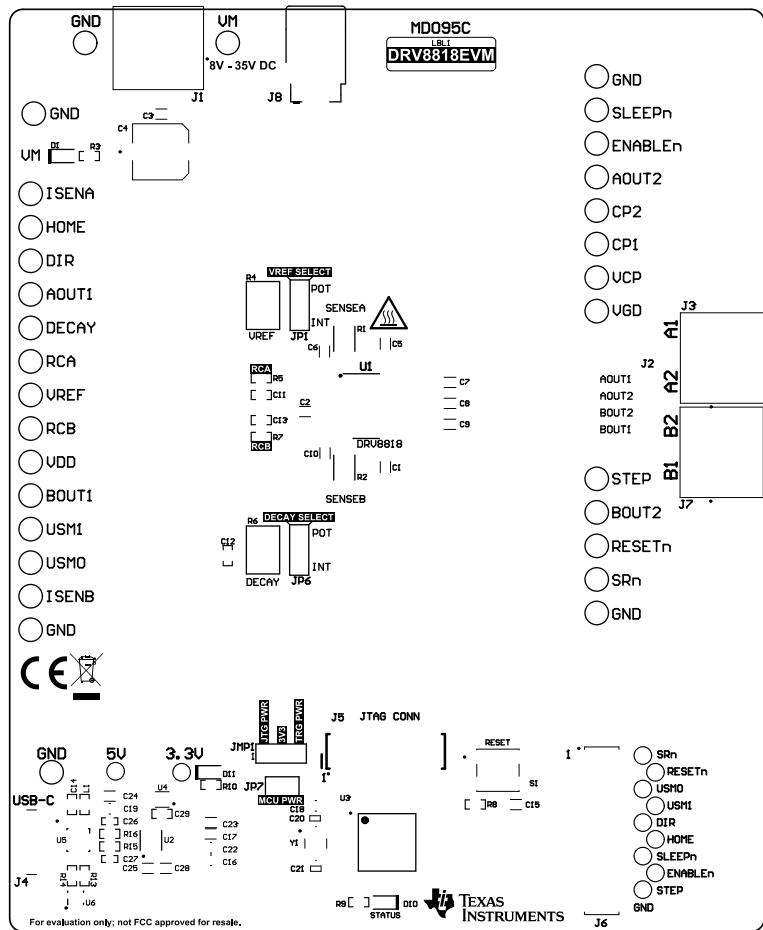 GND
VM
MD095C
LBL1
DRV8818EVM
8V - 35V DC
J1
J8
GND
C3
C4
VM
D1
R3
ISENA
HOME
DIR
AOUT1
DECAY
RCA
VREF
RCB
VDD
BOUT1
USM1
USM0
ISENB
GND
GND
SLEEPn
ENABLEn
AOUT2
CP2
CP1
VCP
VGD
J3
A1
J2
A2
AOUT1
AOUT2
BOUT2
BOUT1
B2
B1
J7
STEP
BOUT2
RESETn
SRn
GND
VREF SELECT
R4
POT
INT
VREF
JP1
SENSEA
R1
C6
C5
RCA
R5
U1
C11
C2
C13
R7
RCB
C7
C8
C9
DRV8818
C10
R2
C1
SENSEB
DECAY SELECT
R6
POT
C12
INT
DECAY
JP6
CE
JTG PWR
3V3
TRG PWR
JMP1
1
J5
JTAG CONN
1
GND
5V
3.3V
D11
R10
JP7
MCU PWR
RESET
S1
R8
C15
USB-C
C14
L1
C24
C19
U4
C29
C26
R16
R15
C27
C25
C28
U5
U2
C23
C17
C22
C16
C18
C20
U3
Y1
C21
J4
R14
R13
U6
R9
D10
STATUS
TEXAS
INSTRUMENTS
1
SRn
RESETn
USM0
USM1
DIR
HOME
SLEEPn
ENABLEn
STEP
GND
J6
For evaluation only; not FCC approved for resale.